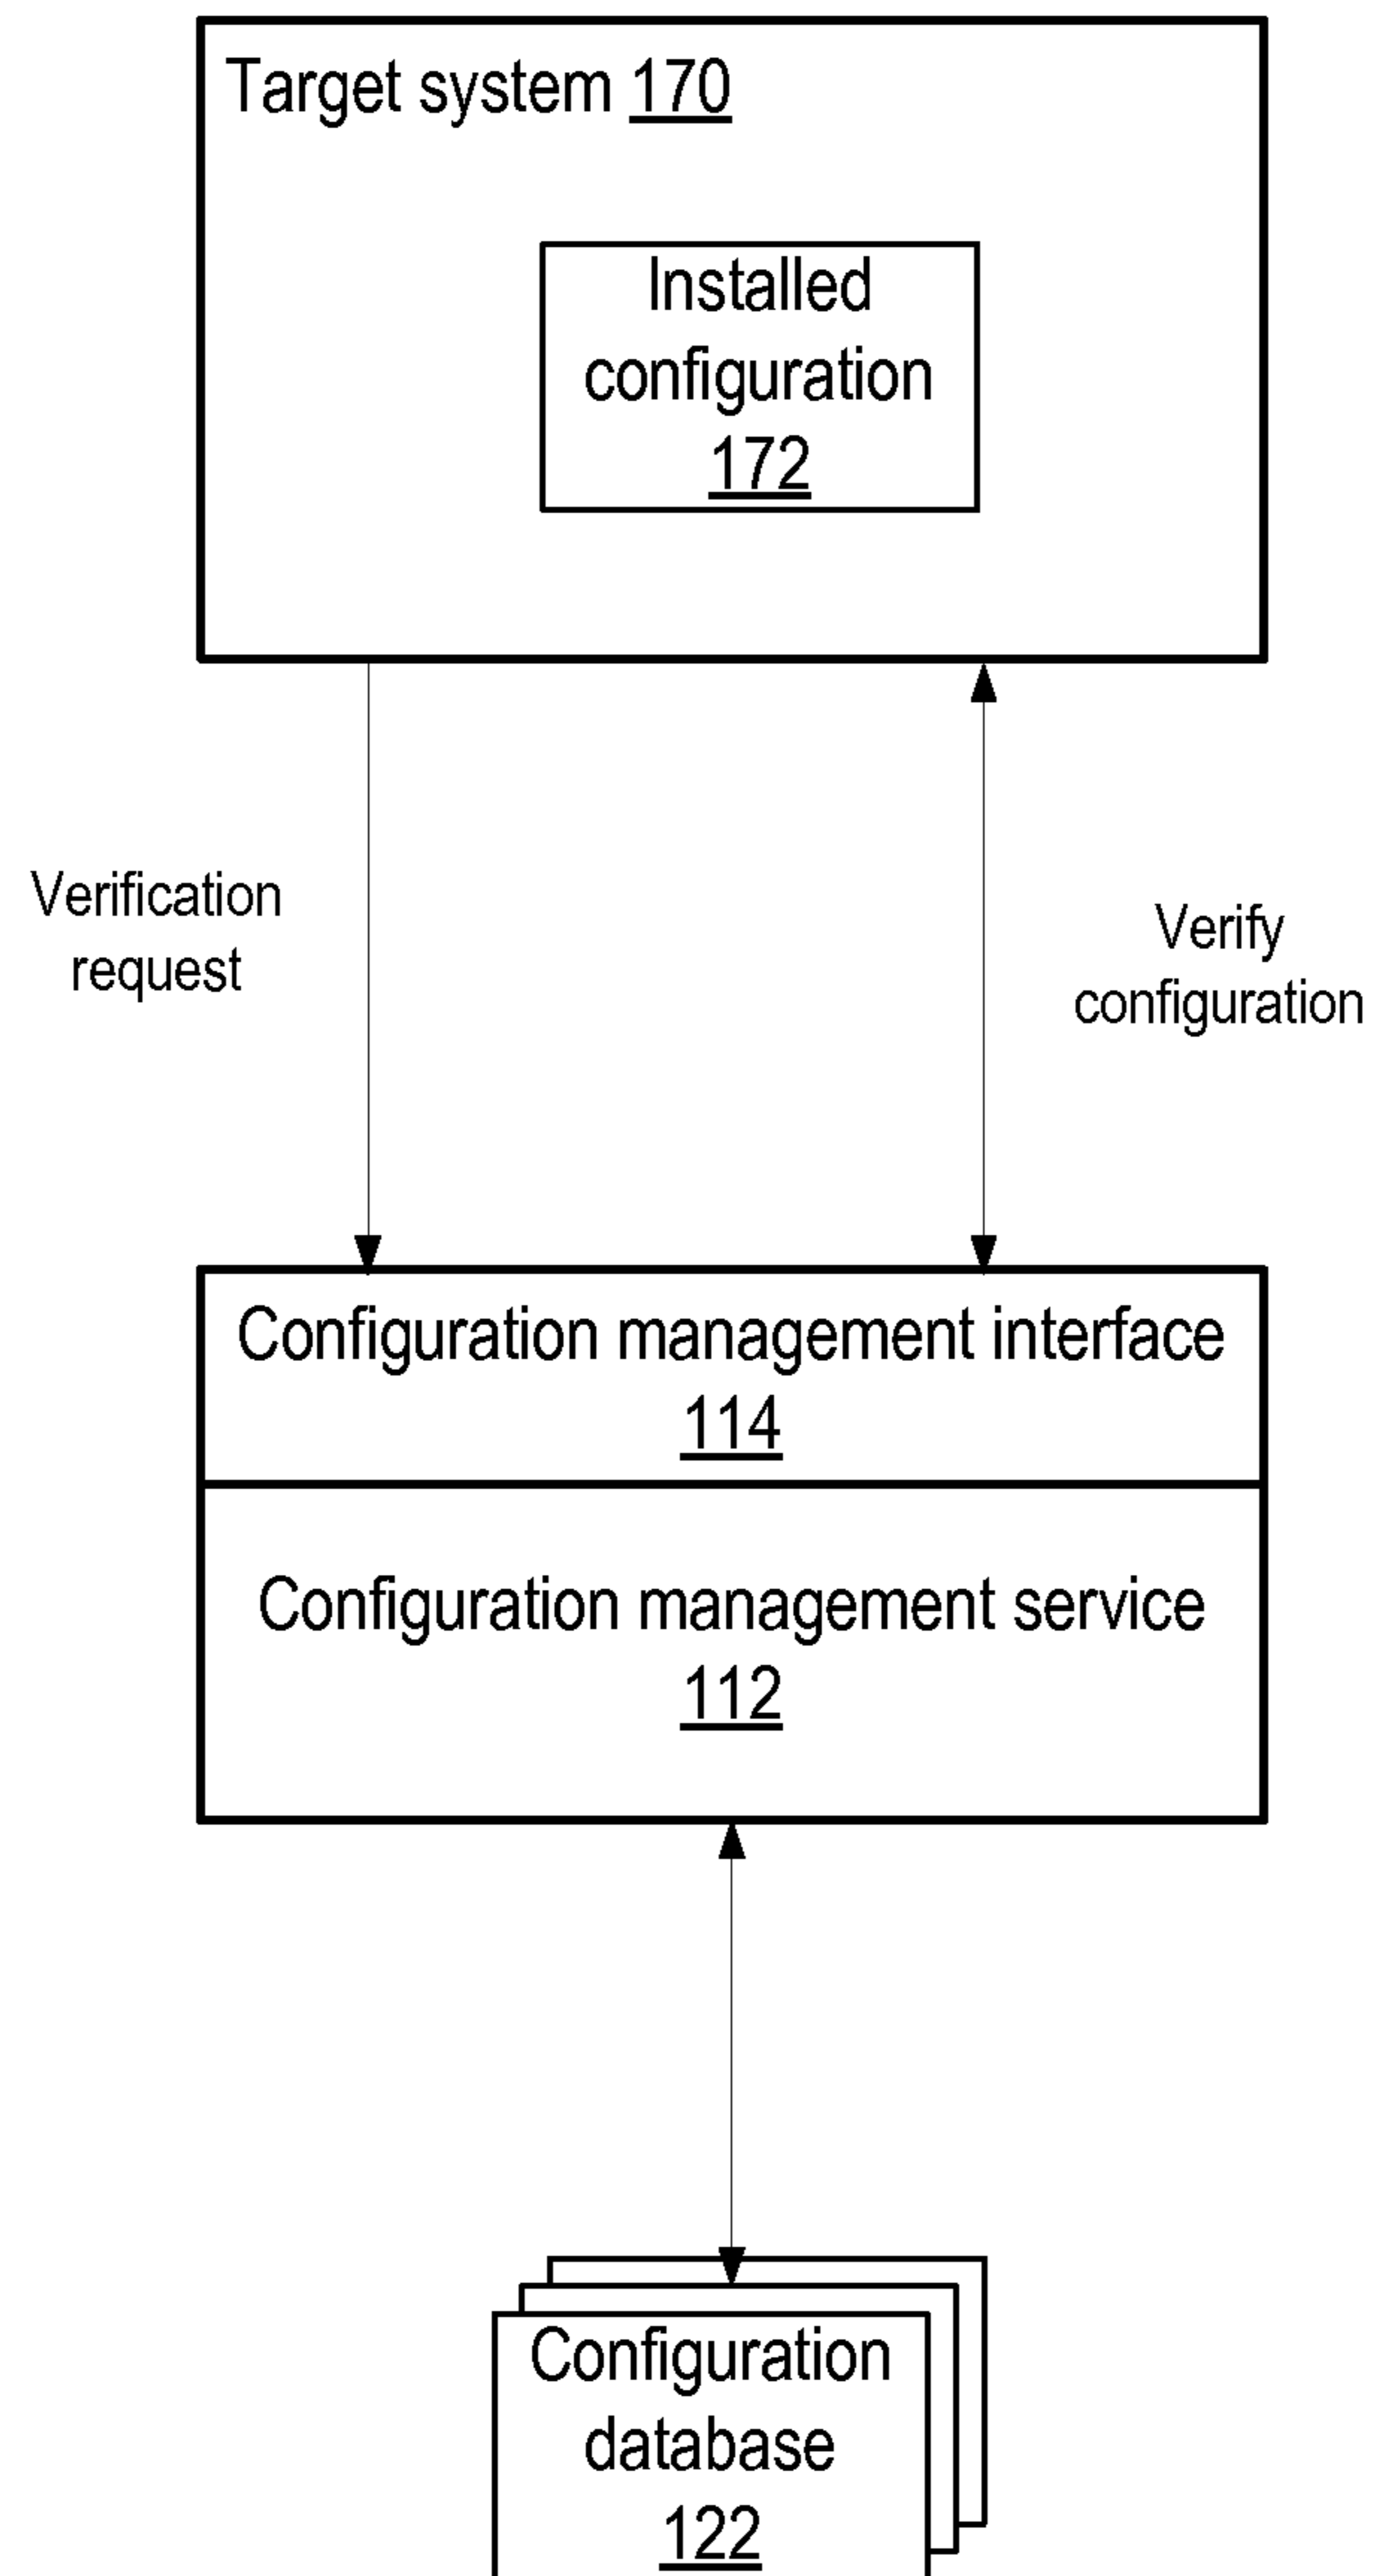 Target system 170
Installed
configuration
172
Verification
request
Verify
configuration
Configuration management interface
114
Configuration management service
112
Configuration
database
122